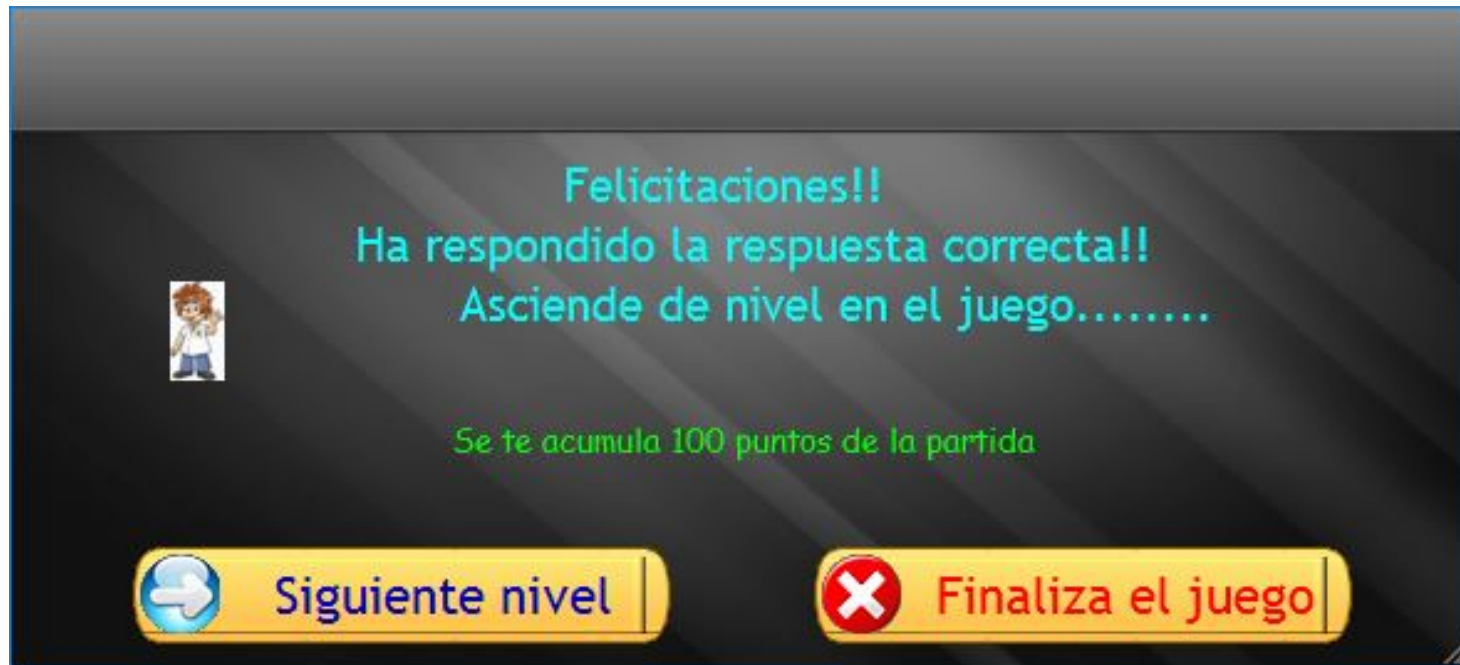 Felicitaciones!!
Ha respondido la respuesta correcta!!
Asciende de nivel en el juego........
Se te acumula 100 puntos de la partida
Siguiente nivel
Finaliza el juego